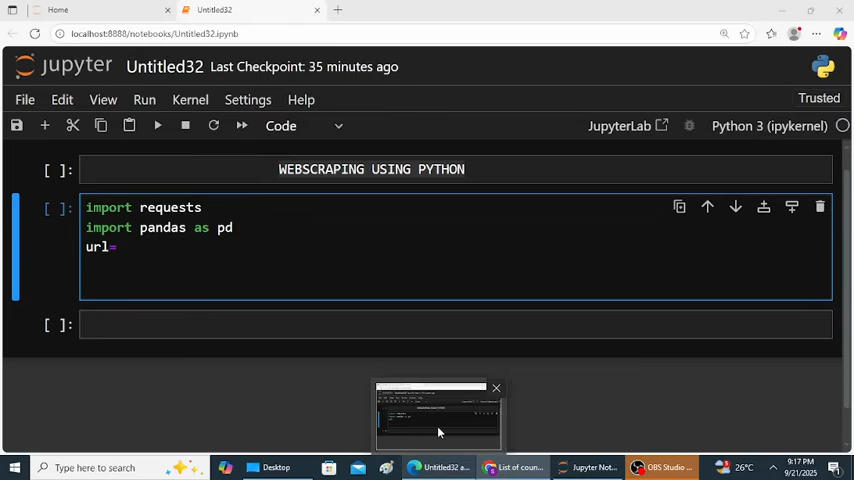 Home
Untitled32
localhost:8888/notebooks/Untitled32.ipynb
jupyter Untitled32 Last Checkpoint: 35 minutes ago
File Edit View Run Kernel Settings Help
Trusted
Code
JupyterLab
Python 3 (ipykernel)
[ ]: WEBSCRAPING USING PYTHON
[ ]: import requests
import pandas as pd
url=
[ ]:
Type here to search
Desktop
Untitled32 a...
List of coun...
Jupyter Not...
OBS Studio ...
26°C
9:17 PM
9/21/2025